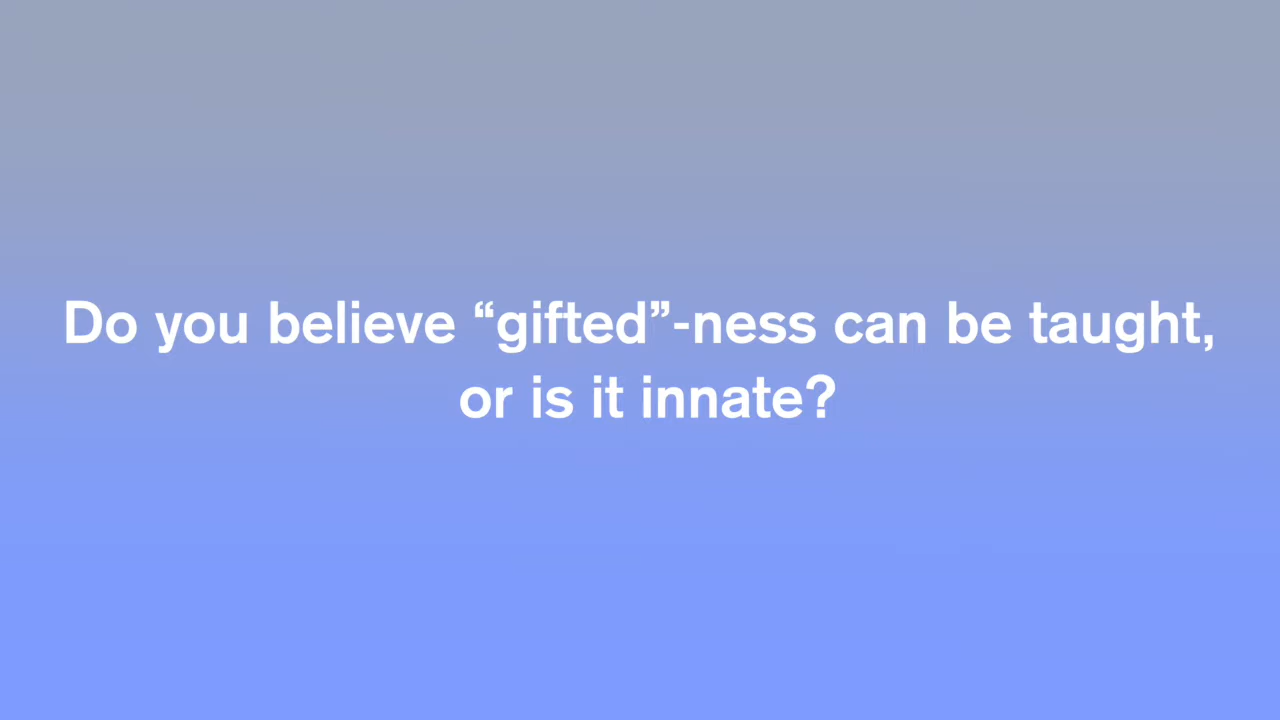 Do you believe “gifted”-ness can be taught,
or is it innate?